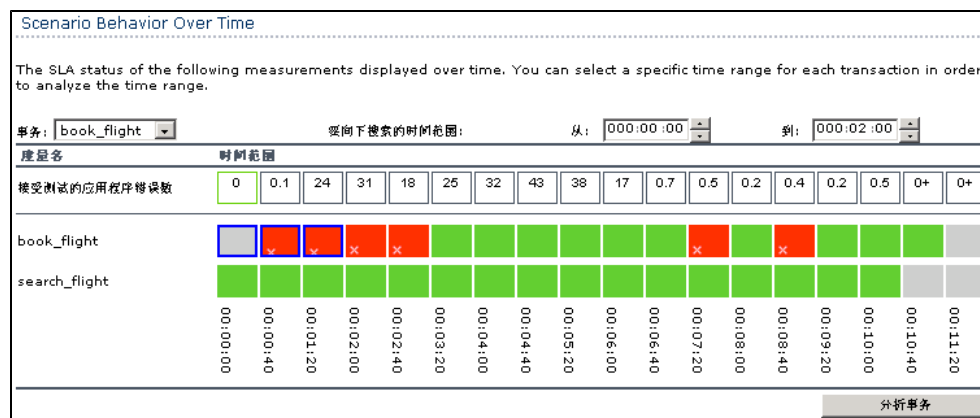 Scenario Behavior Over Time
The SLA status of the following measurements displayed over time. You can select a specific time range for each transaction in order
to analyze the time range.
事务: book_flight 要向下搜索的时间范围: 从: 000:00:00 到: 000:02:00
度量名 时间范围
接受测试的应用程序错误数 0 0.1 24 31 18 25 32 43 38 17 0.7 0.5 0.2 0.4 0.2 0.5 0+ 0+
book_flight
search_flight
00:00:00 00:00:40 00:01:20 00:02:00 00:02:40 00:03:20 00:04:00 00:04:40 00:05:20 00:06:00 00:06:40 00:07:20 00:08:00 00:08:40 00:09:20 00:10:00 00:10:40 00:11:20
分析事务